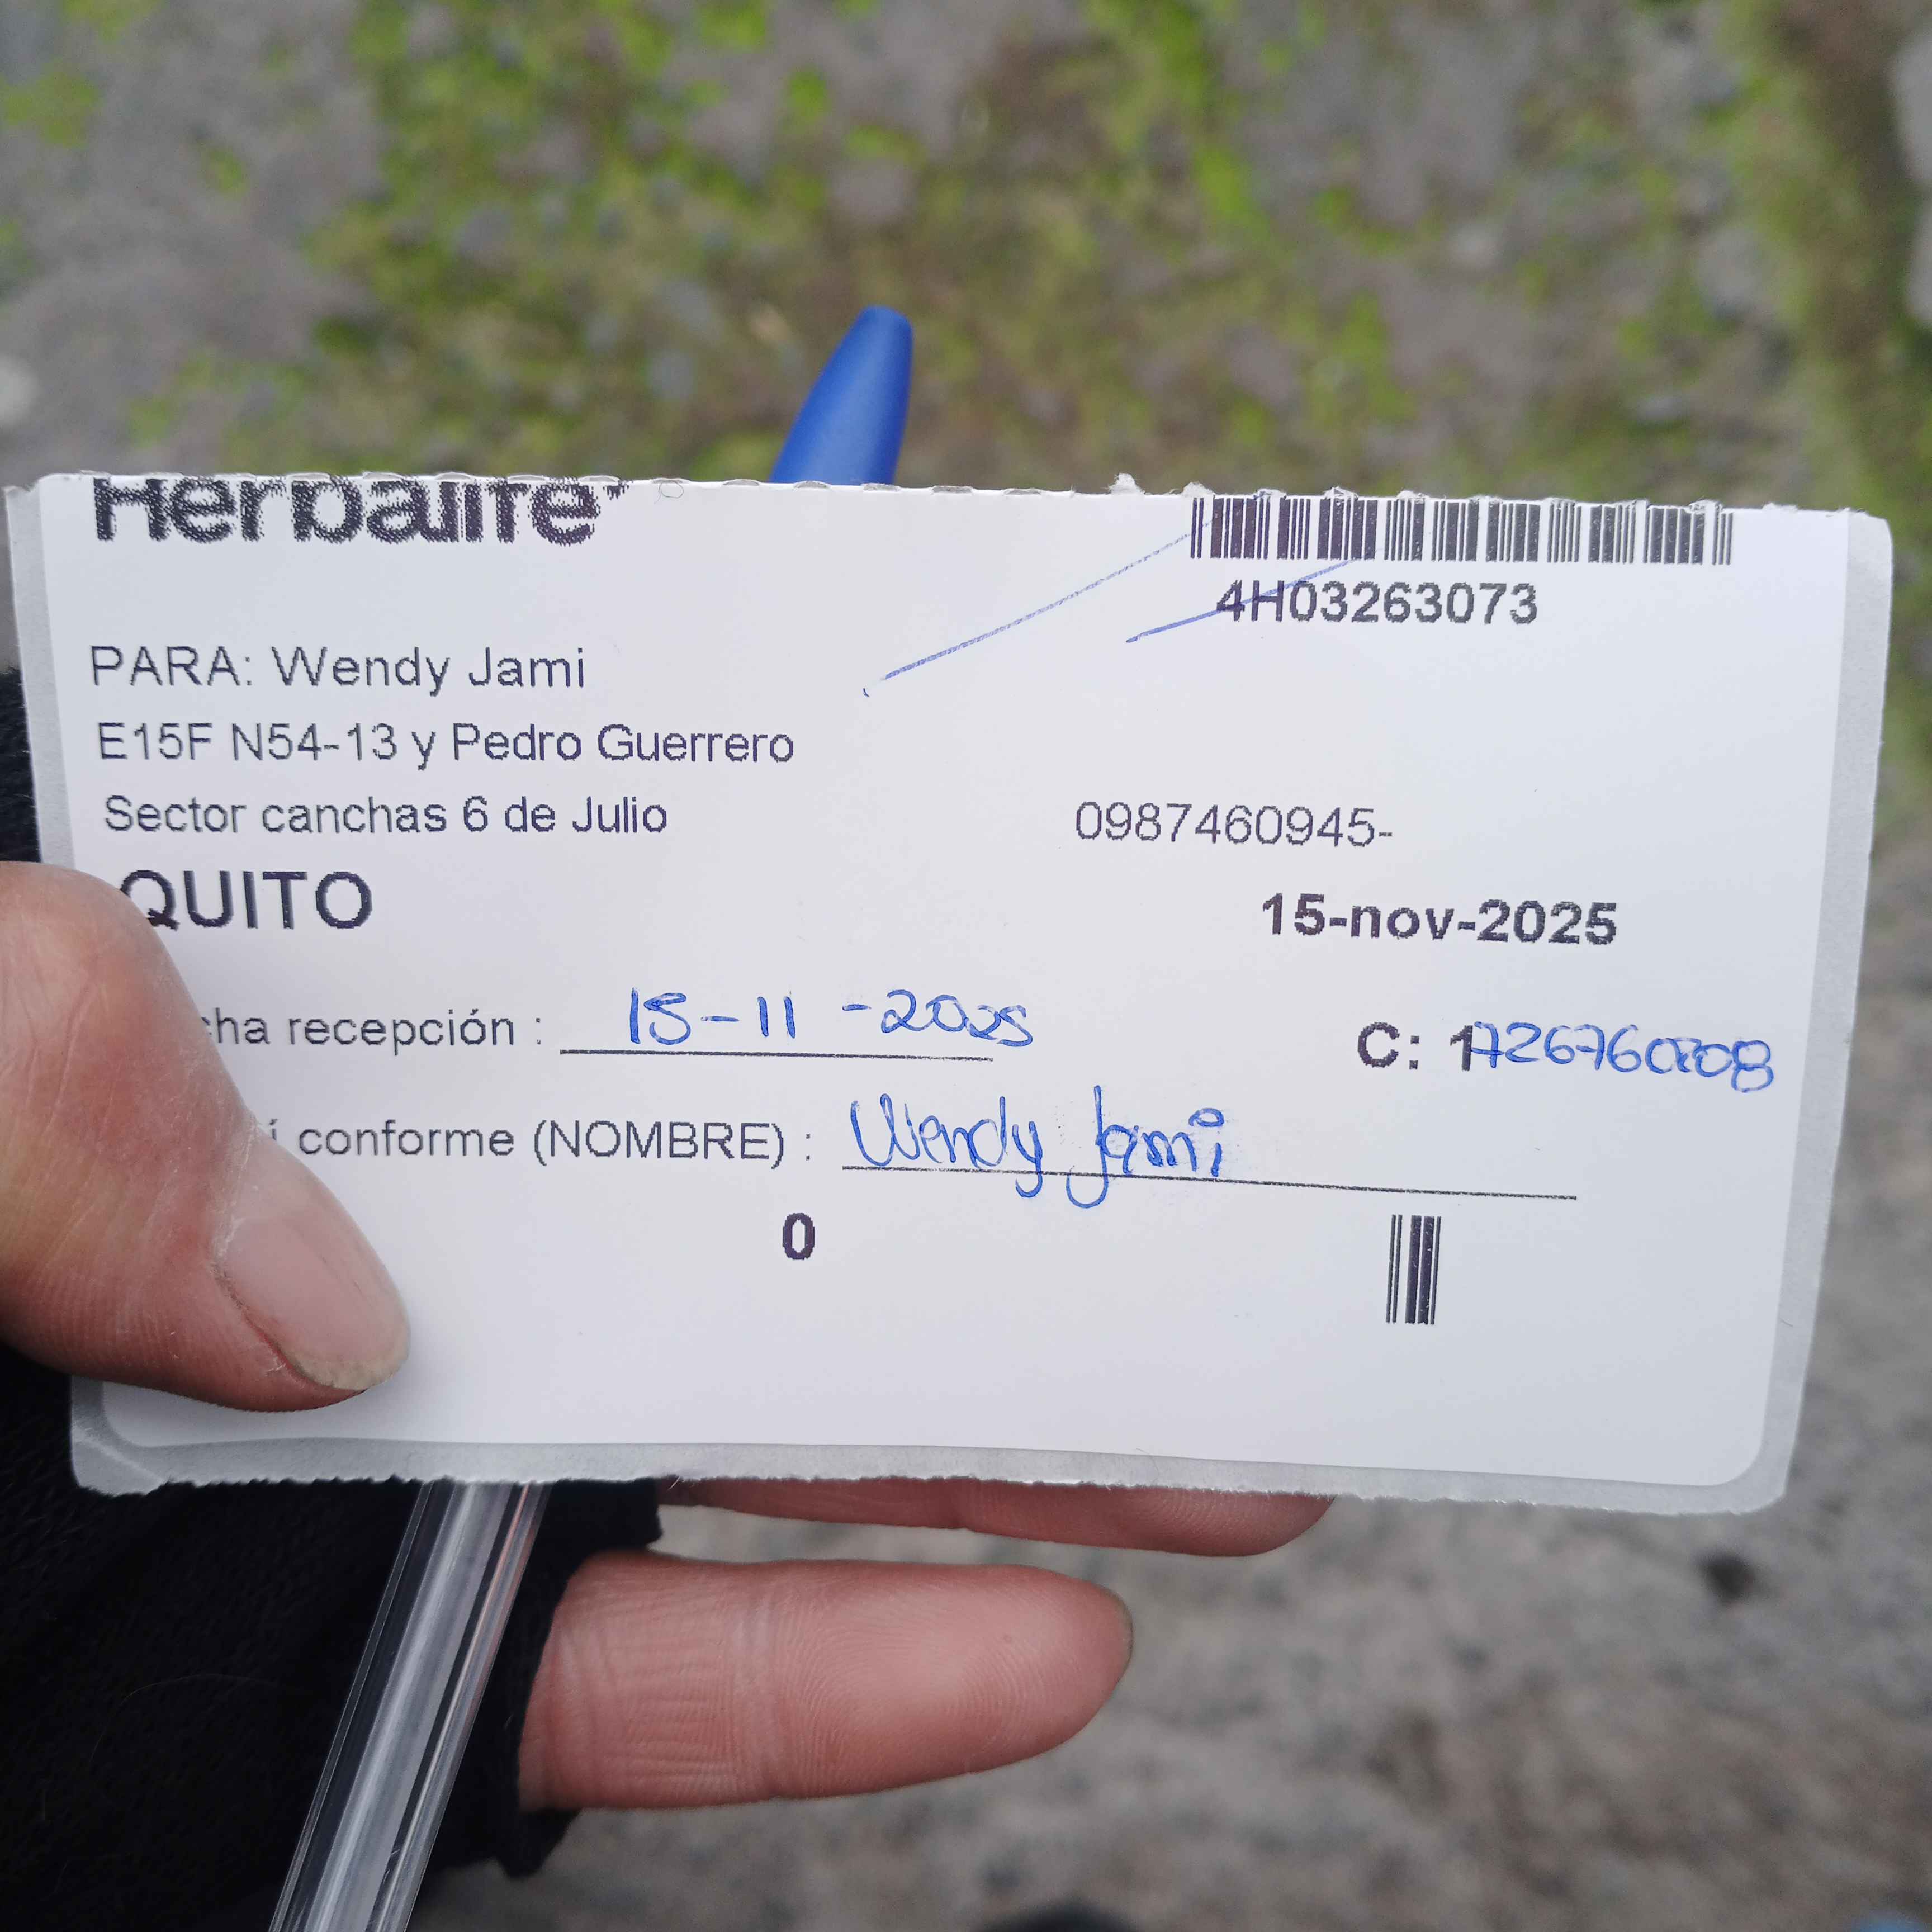 Herbalife
4H03263073
PARA: Wendy Jami
E15F N54-13 y Pedro Guerrero
Sector canchas 6 de Julio
0987460945-
QUITO
15-nov-2025
cha recepción : 15-11-2025
conforme (NOMBRE) : Wendy Jami
0